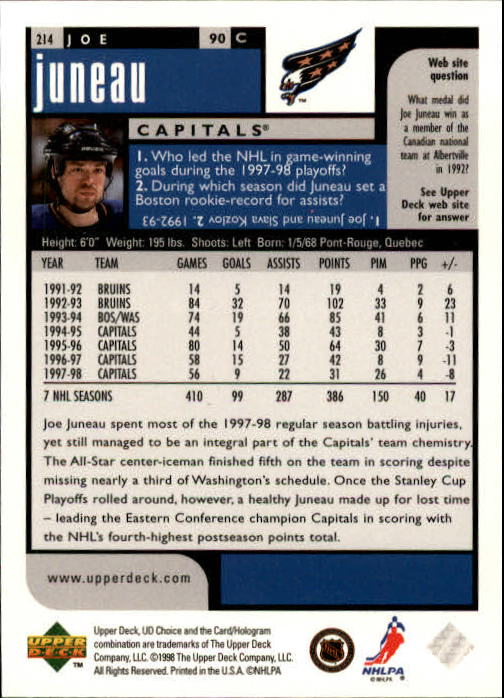 214 JOE 90 C
juneau
CAPITALS®
1. Who led the NHL in game-winning
goals during the 1997-98 playoffs?
2. During which season did Juneau set a
Boston rookie-record for assists?
1. Joe Juneau and Slava Kozlov 2. 1992-93
Web site
question
What medal did
Joe Juneau win as
a member of the
Canadian national
team at Albertville
in 1992?
See Upper
Deck web site
for answer
TM
Height: 6'0" Weight: 195 lbs. Shoots: Left Born: 1/5/68 Pont-Rouge, Quebec
YEAR TEAM GAMES GOALS ASSISTS POINTS PIM PPG +/-
1991-92 BRUINS 14 5 14 19 4 2 6
1992-93 BRUINS 84 32 70 102 33 9 23
1993-94 BOS/WAS 74 19 66 85 41 6 11
1994-95 CAPITALS 44 5 38 43 8 3 -1
1995-96 CAPITALS 80 14 50 64 30 7 -3
1996-97 CAPITALS 58 15 27 42 8 9 -11
1997-98 CAPITALS 56 9 22 31 26 4 -8
7 NHL SEASONS 410 99 287 386 150 40 17
Joe Juneau spent most of the 1997-98 regular season battling injuries,
yet still managed to be an integral part of the Capitals' team chemistry.
The All-Star center-iceman finished fifth on the team in scoring despite
missing nearly a third of Washington's schedule. Once the Stanley Cup
Playoffs rolled around, however, a healthy Juneau made up for lost time
– leading the Eastern Conference champion Capitals in scoring with
the NHL's fourth-highest postseason points total.
www.upperdeck.com
UPPER
DECK
TM
Upper Deck, UD Choice and the Card/Hologram
combination are trademarks of The Upper Deck
Company, LLC. ©1998 The Upper Deck Company, LLC.
All Rights Reserved. Printed in the U.S.A. ©NHLPA
NHL
NHLPA
© NHLPA